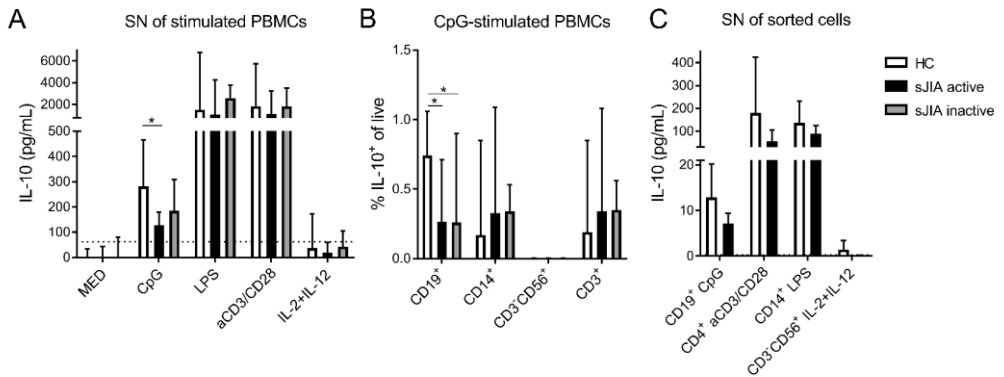 A
SN of stimulated PBMCs
IL-10 (pg/mL)
6000
4000
2000
500
400
300
200
100
0
*
MED
CpG
LPS
aCD3/CD28
IL-2+IL-12
B
CpG-stimulated PBMCs
% IL-10⁺ of live
1.5
1.0
0.5
0.0
*
*
CD19⁺
CD14⁺
CD3⁻CD56⁺
CD3⁺
C
SN of sorted cells
IL-10 (pg/mL)
400
300
200
100
20
10
0
CD19⁺ CpG
CD4⁺ aCD3/CD28
CD14⁺ LPS
CD3⁻CD56⁺ IL-2+IL-12
HC
sJIA active
sJIA inactive